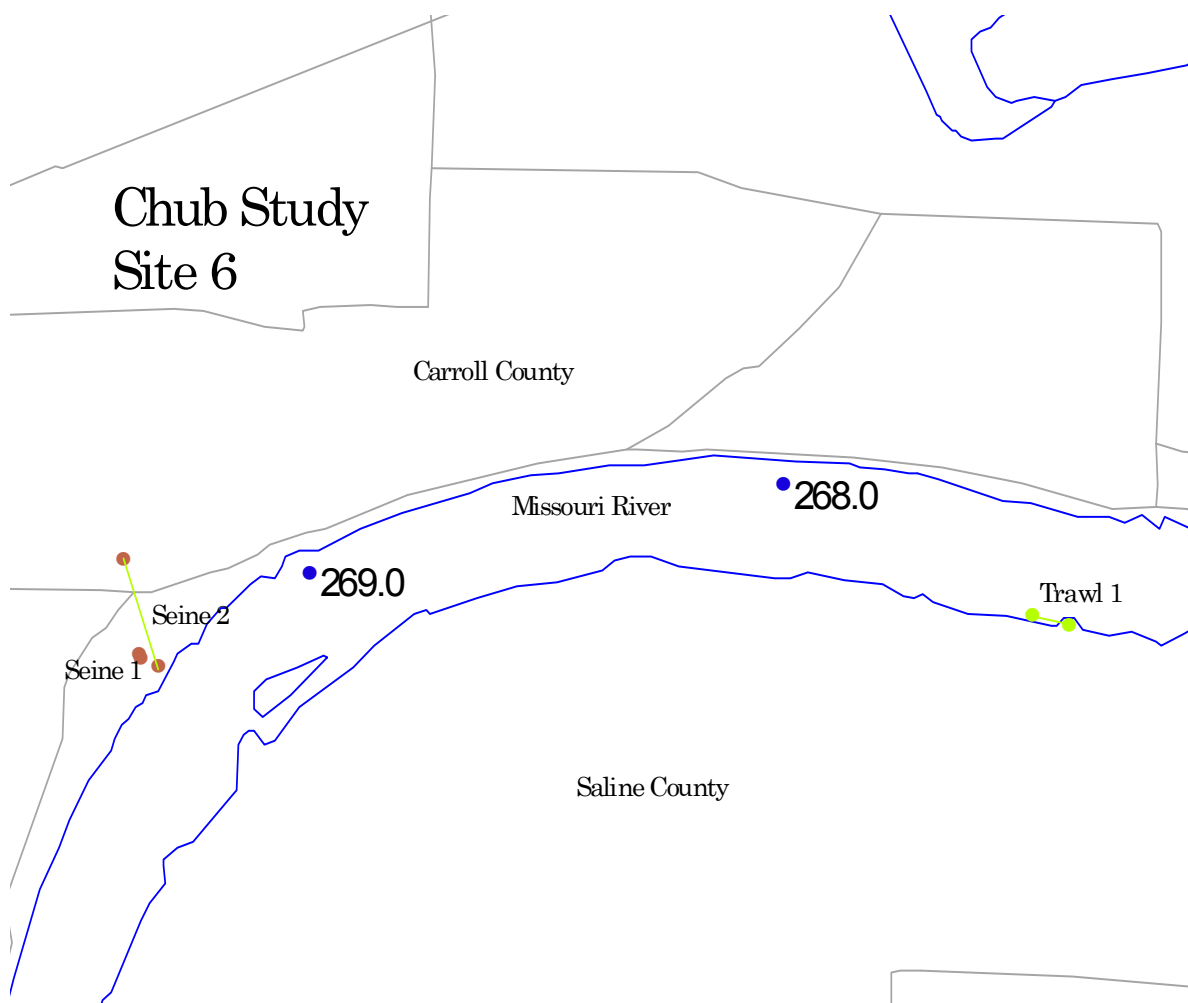 Chub Study
Site 6
Carroll County
Missouri River
268.0
269.0
Trawl 1
Seine 2
Seine 1
Saline County